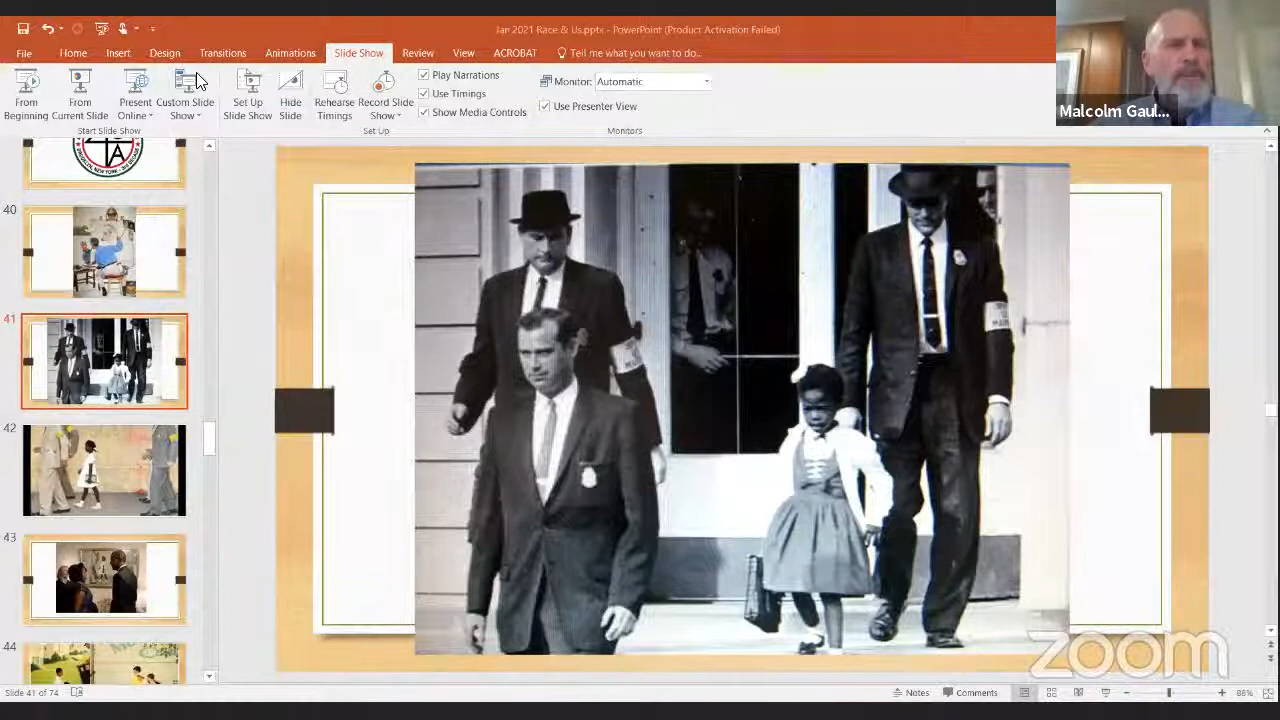 Jan 2021 Race & Us.pptx - PowerPoint (Product Activation Failed)
File Home Insert Design Transitions Animations Slide Show Review View ACROBAT Tell me what you want to do...
From Beginning
From Current Slide
Present Online
Custom Slide Show
Set Up Slide Show
Hide Slide
Rehearse Timings
Record Slide Show
Play Narrations
Use Timings
Show Media Controls
Monitor: Automatic
Use Presenter View
Start Slide Show
Set Up
Monitors
Malcolm Gaul...
40
41
42
43
44
zoom
Slide 41 of 74
Notes
Comments
88%